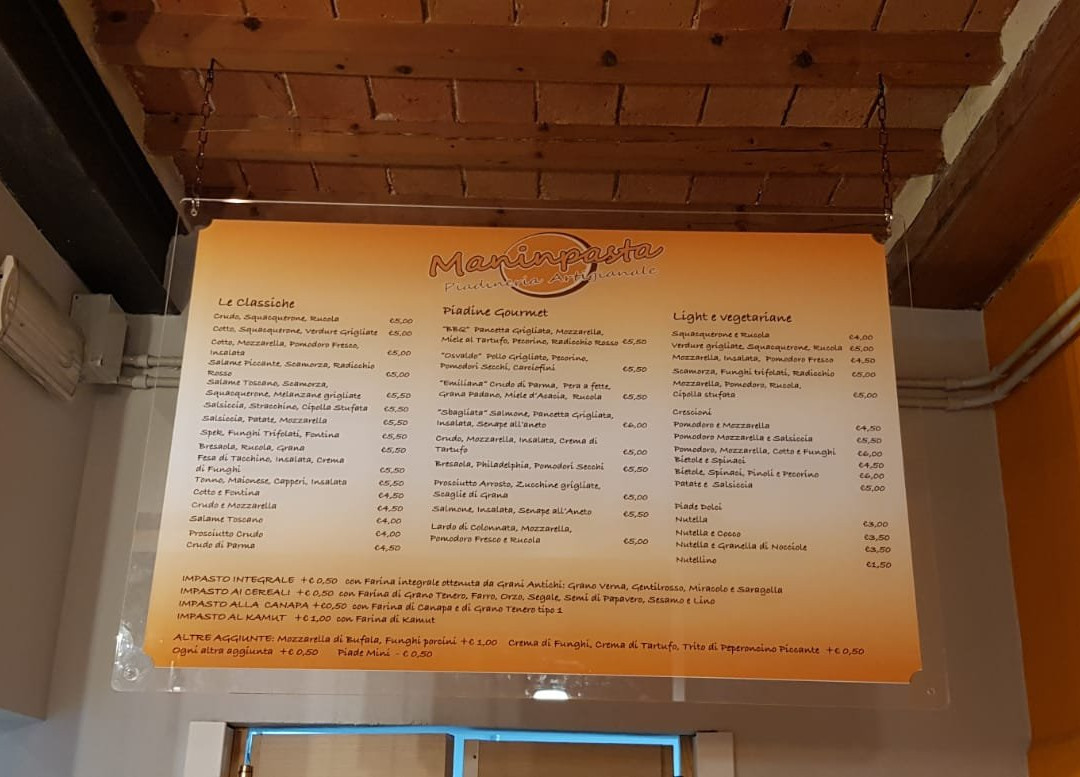 Maninpasta
Piadineria Artigianale
Le Classiche
Crudo, Squacquerone, Rucola €5,00
Cotto, Squacquerone, Verdure Grigliate €5,00
Cotto, Mozzarella, Pomodoro Fresco,
Insalata €5,00
Salame Piccante, Scamorza, Radicchio
Rosso €5,00
Salame Toscano, Scamorza,
Squacquerone, Melanzane grigliate €5,50
Salsiccia, Stracchino, Cipolla Stufata €5,50
Salsiccia, Patate, Mozzarella €5,50
Spek, Funghi Trifolati, Fontina €5,50
Bresaola, Rucola, Grana €5,50
Fesa di Tacchino, Insalata, Crema
di Funghi €5,50
Tonno, Maionese, Capperi, Insalata €5,50
Cotto e Fontina €4,50
Crudo e Mozzarella €4,50
Salame Toscano €4,00
Prosciutto Crudo €4,00
Crudo di Parma €4,50
Piadine Gourmet
"BBQ" Pancetta Grigliata, Mozzarella,
Miele al Tartufo, Pecorino, Radicchio Rosso €5,50
"Osvaldo" Pollo Grigliato, Pecorino,
Pomodori Secchi, Carciofini €5,50
"Emiliana" Crudo di Parma, Pera a fette,
Grana Padano, Miele d'Acacia, Rucola €5,50
"Sbagliata" Salmone, Pancetta Grigliata,
Insalata, Senape all'aneto €6,00
Crudo, Mozzarella, Insalata, Crema di
Tartufo €5,00
Bresaola, Philadelphia, Pomodori Secchi €5,50
Prosciutto Arrosto, Zucchine grigliate,
Scaglie di Grana €5,00
Salmone, Insalata, Senape all'Aneto €5,50
Lardo di Colonnata, Mozzarella,
Pomodoro Fresco e Rucola €5,00
Light e vegetariane
Squacquerone e Rucola €4,00
Verdure grigliate, Squacquerone, Rucola €5,00
Mozzarella, Insalata, Pomodoro Fresco €4,50
Scamorza, Funghi trifolati, Radicchio €5,00
Mozzarella, Pomodoro, Rucola,
Cipolla stufata €5,00
Crescioni
Pomodoro e Mozzarella €4,50
Pomodoro Mozzarella e Salsiccia €5,50
Pomodoro, Mozzarella, Cotto e Funghi €6,00
Bietole e Spinaci €4,50
Bietole, Spinaci, Pinoli e Pecorino €6,00
Patate e Salsiccia €5,00
Piade Dolci
Nutella €3,00
Nutella e Cocco €3,50
Nutella e Granella di Nocciole €3,50
Nutellino €1,50
IMPASTO INTEGRALE +€ 0,50 con Farina integrale ottenuta da Grani Antichi: Grano Verna, Gentilrosso, Miracolo e Saragolla
IMPASTO AI CEREALI +€ 0,50 con Farina di Grano Tenero, Farro, Orzo, Segale, Semi di Papavero, Sesamo e Lino
IMPASTO ALLA CANAPA +€0,50 con Farina di Canapa e di Grano Tenero tipo 1
IMPASTO AL KAMUT +€ 1,00 con Farina di Kamut
ALTRE AGGIUNTE: Mozzarella di Bufala, Funghi porcini +€ 1,00 Crema di Funghi, Crema di Tartufo, Trito di Peperoncino Piccante +€ 0,50
Ogni altra aggiunta +€ 0,50 Piade Mini - € 0,50